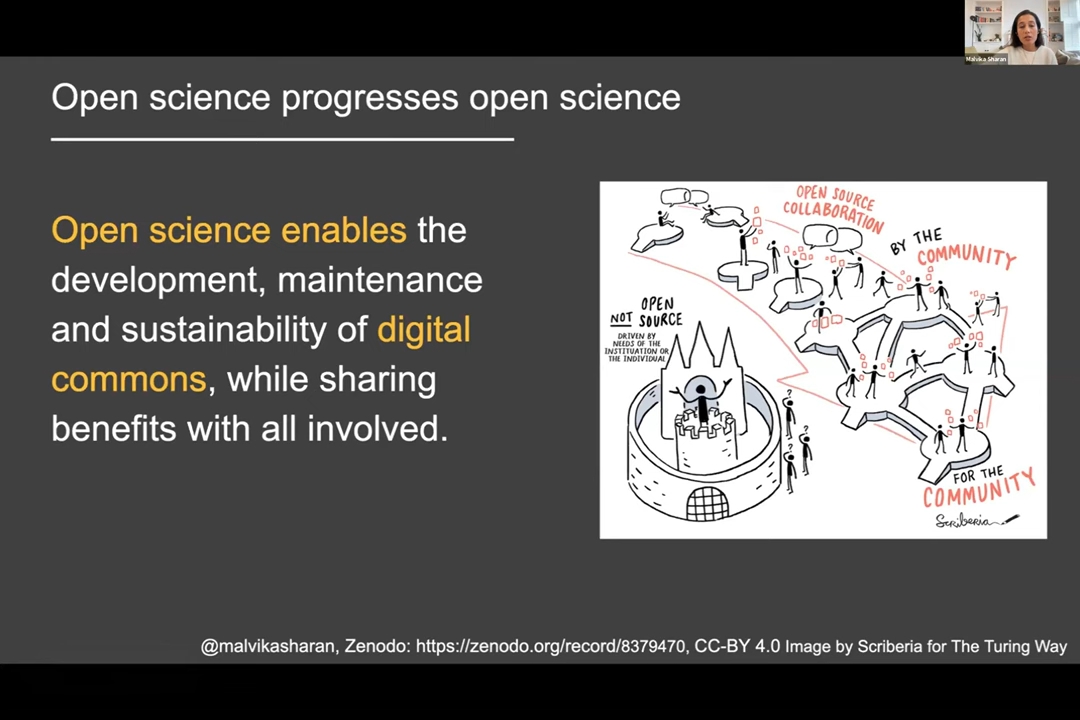 Malvika Sharan
Open science progresses open science
Open science enables the
development, maintenance
and sustainability of digital
commons, while sharing
benefits with all involved.
OPEN SOURCE
COLLABORATION
BY THE
COMMUNITY
OPEN
NOT SOURCE
DRIVEN BY
NEEDS OF THE
INSTITUATION OR
THE INDIVIDUAL
?
?
?
FOR THE
COMMUNITY
Scriberia
@malvikasharan, Zenodo: https://zenodo.org/record/8379470, CC-BY 4.0 Image by Scriberia for The Turing Way